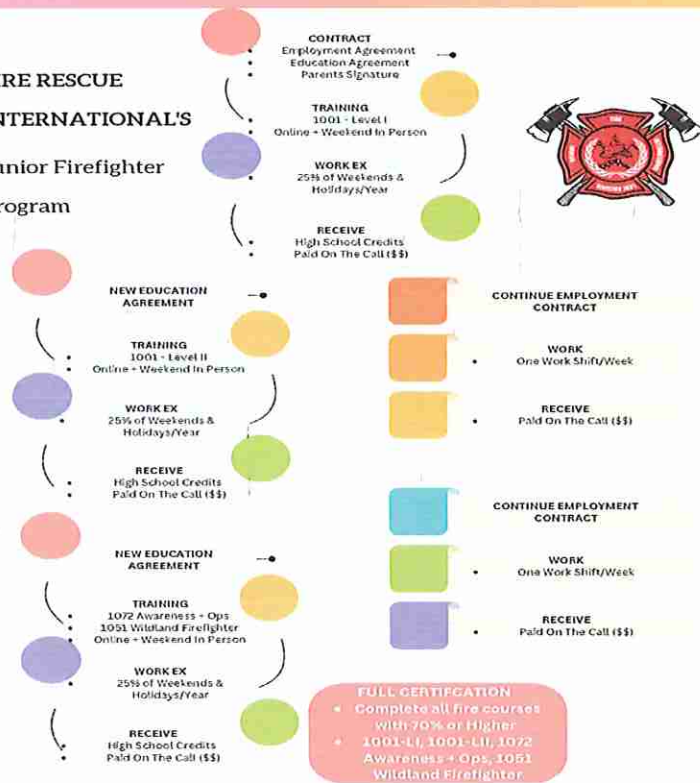 IRE RESCUE
NTERNATIONAL'S
unior Firefighter
rogram
CONTRACT
Employment Agreement
Education Agreement
Parents Signature
TRAINING
1001 - Level I
Online + Weekend In Person
WORK EX
25% of Weekends &
Holidays/Year
RECEIVE
High School Credits
Paid On The Call ($$)
NEW EDUCATION
AGREEMENT
TRAINING
1001 - Level II
Online + Weekend In Person
WORK EX
25% of Weekends &
Holidays/Year
RECEIVE
High School Credits
Paid On The Call ($$)
NEW EDUCATION
AGREEMENT
TRAINING
1072 Awareness + Ops
1051 Wildland Firefighter
Online + Weekend In Person
WORK EX
25% of Weekends &
Holidays/Year
RECEIVE
High School Credits
Paid On The Call ($$)
FIRE
CONTINUE EMPLOYMENT
CONTRACT
WORK
One Work Shift/Week
RECEIVE
Paid On The Call ($$)
CONTINUE EMPLOYMENT
CONTRACT
WORK
One Work Shift/Week
RECEIVE
Paid On The Call ($$)
FULL CERTIFCATION
Complete all fire courses
with 70% or Higher
1001-LI, 1001-LII, 1072
Awareness + Ops, 1051
Wildland Firefighter